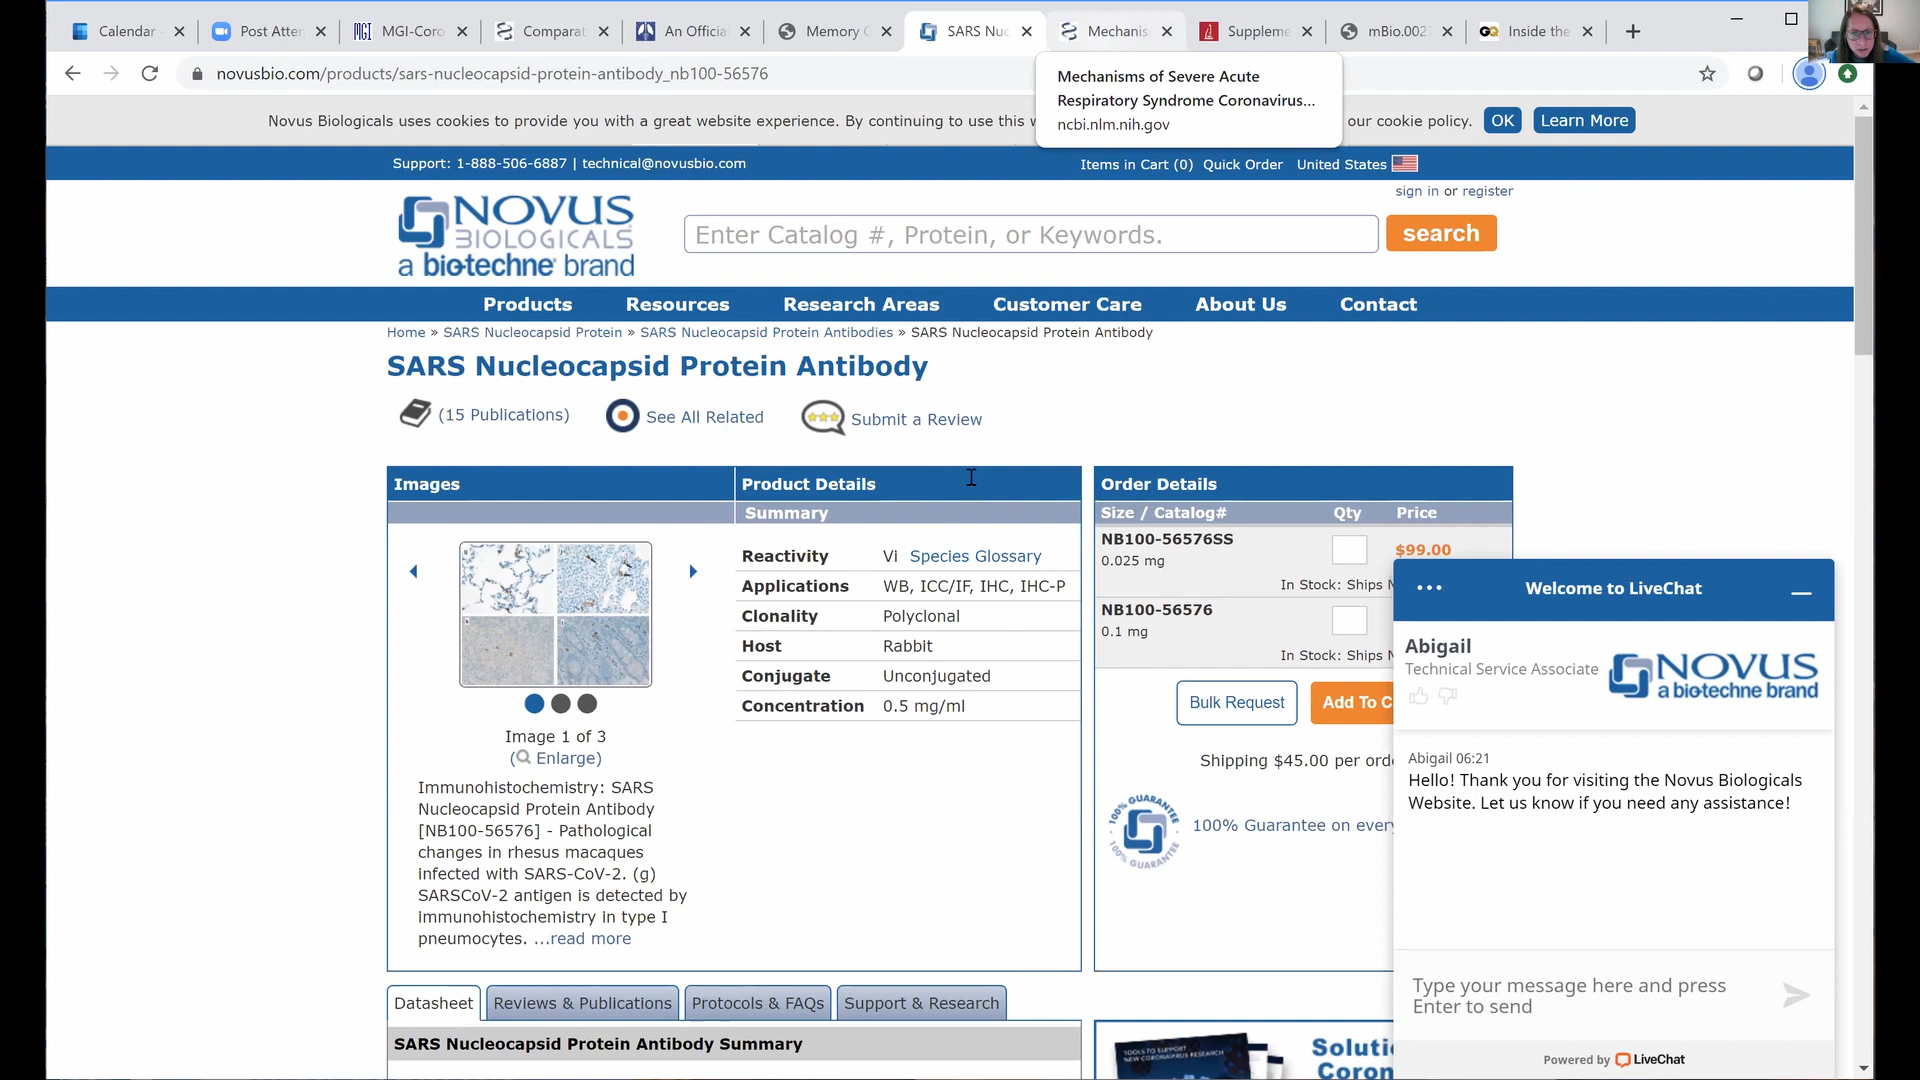 Calendar
Post Atten
MGI-Coro
Comparat
An Officia
Memory C
SARS Nuc
Mechanis
Suppleme
mBio.002
Inside the
novusbio.com/products/sars-nucleocapsid-protein-antibody_nb100-56576
Mechanisms of Severe Acute
Respiratory Syndrome Coronavirus...
ncbi.nlm.nih.gov
Novus Biologicals uses cookies to provide you with a great website experience. By continuing to use this
our cookie policy.
OK
Learn More
Support: 1-888-506-6887 | technical@novusbio.com
Items in Cart (0) Quick Order United States
sign in or register
NOVUS
BIOLOGICALS
a biotechne brand
Enter Catalog #, Protein, or Keywords.
search
Products Resources Research Areas Customer Care About Us Contact
Home » SARS Nucleocapsid Protein » SARS Nucleocapsid Protein Antibodies » SARS Nucleocapsid Protein Antibody
SARS Nucleocapsid Protein Antibody
(15 Publications)
See All Related
Submit a Review
Images
Image 1 of 3
(Enlarge)
Immunohistochemistry: SARS
Nucleocapsid Protein Antibody
[NB100-56576] - Pathological
changes in rhesus macaques
infected with SARS-CoV-2. (g)
SARSCoV-2 antigen is detected by
immunohistochemistry in type I
pneumocytes. ...read more
Product Details
Summary
Reactivity Vi Species Glossary
Applications WB, ICC/IF, IHC, IHC-P
Clonality Polyclonal
Host Rabbit
Conjugate Unconjugated
Concentration 0.5 mg/ml
Order Details
Size / Catalog# Qty Price
NB100-56576SS $99.00
0.025 mg
In Stock: Ships N
NB100-56576
0.1 mg
In Stock: Ships N
Bulk Request
Add To C
Shipping $45.00 per orde
100% GUARANTEE 100% GUARANTEE
100% Guarantee on every
Welcome to LiveChat
Abigail
Technical Service Associate
NOVUS
a biotechne brand
Abigail 06:21
Hello! Thank you for visiting the Novus Biologicals
Website. Let us know if you need any assistance!
Type your message here and press
Enter to send
Powered by LiveChat
Datasheet
Reviews & Publications
Protocols & FAQs
Support & Research
SARS Nucleocapsid Protein Antibody Summary
TOOLS TO SUPPORT
NEW CORONAVIRUS RESEARCH
Soluti
Coron